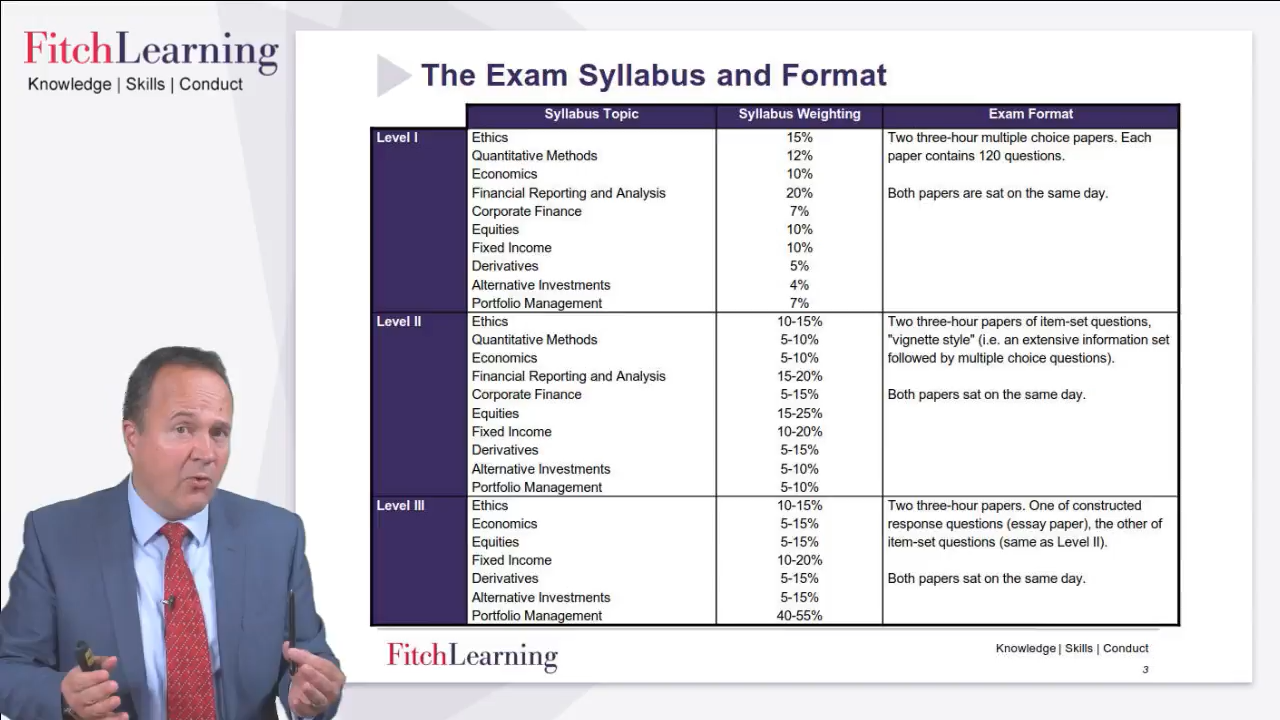 FitchLearning
Knowledge | Skills | Conduct
The Exam Syllabus and Format
Syllabus Topic Syllabus Weighting Exam Format
Level I Ethics 15% Two three-hour multiple choice papers. Each
Quantitative Methods 12% paper contains 120 questions.
Economics 10%
Financial Reporting and Analysis 20% Both papers are sat on the same day.
Corporate Finance 7%
Equities 10%
Fixed Income 10%
Derivatives 5%
Alternative Investments 4%
Portfolio Management 7%
Level II Ethics 10-15% Two three-hour papers of item-set questions,
Quantitative Methods 5-10% "vignette style" (i.e. an extensive information set
Economics 5-10% followed by multiple choice questions).
Financial Reporting and Analysis 15-20%
Corporate Finance 5-15% Both papers sat on the same day.
Equities 15-25%
Fixed Income 10-20%
Derivatives 5-15%
Alternative Investments 5-10%
Portfolio Management 5-10%
Level III Ethics 10-15% Two three-hour papers. One of constructed
Economics 5-15% response questions (essay paper), the other of
Equities 5-15% item-set questions (same as Level II).
Fixed Income 10-20%
Derivatives 5-15% Both papers sat on the same day.
Alternative Investments 5-15%
Portfolio Management 40-55%
FitchLearning
Knowledge | Skills | Conduct
3